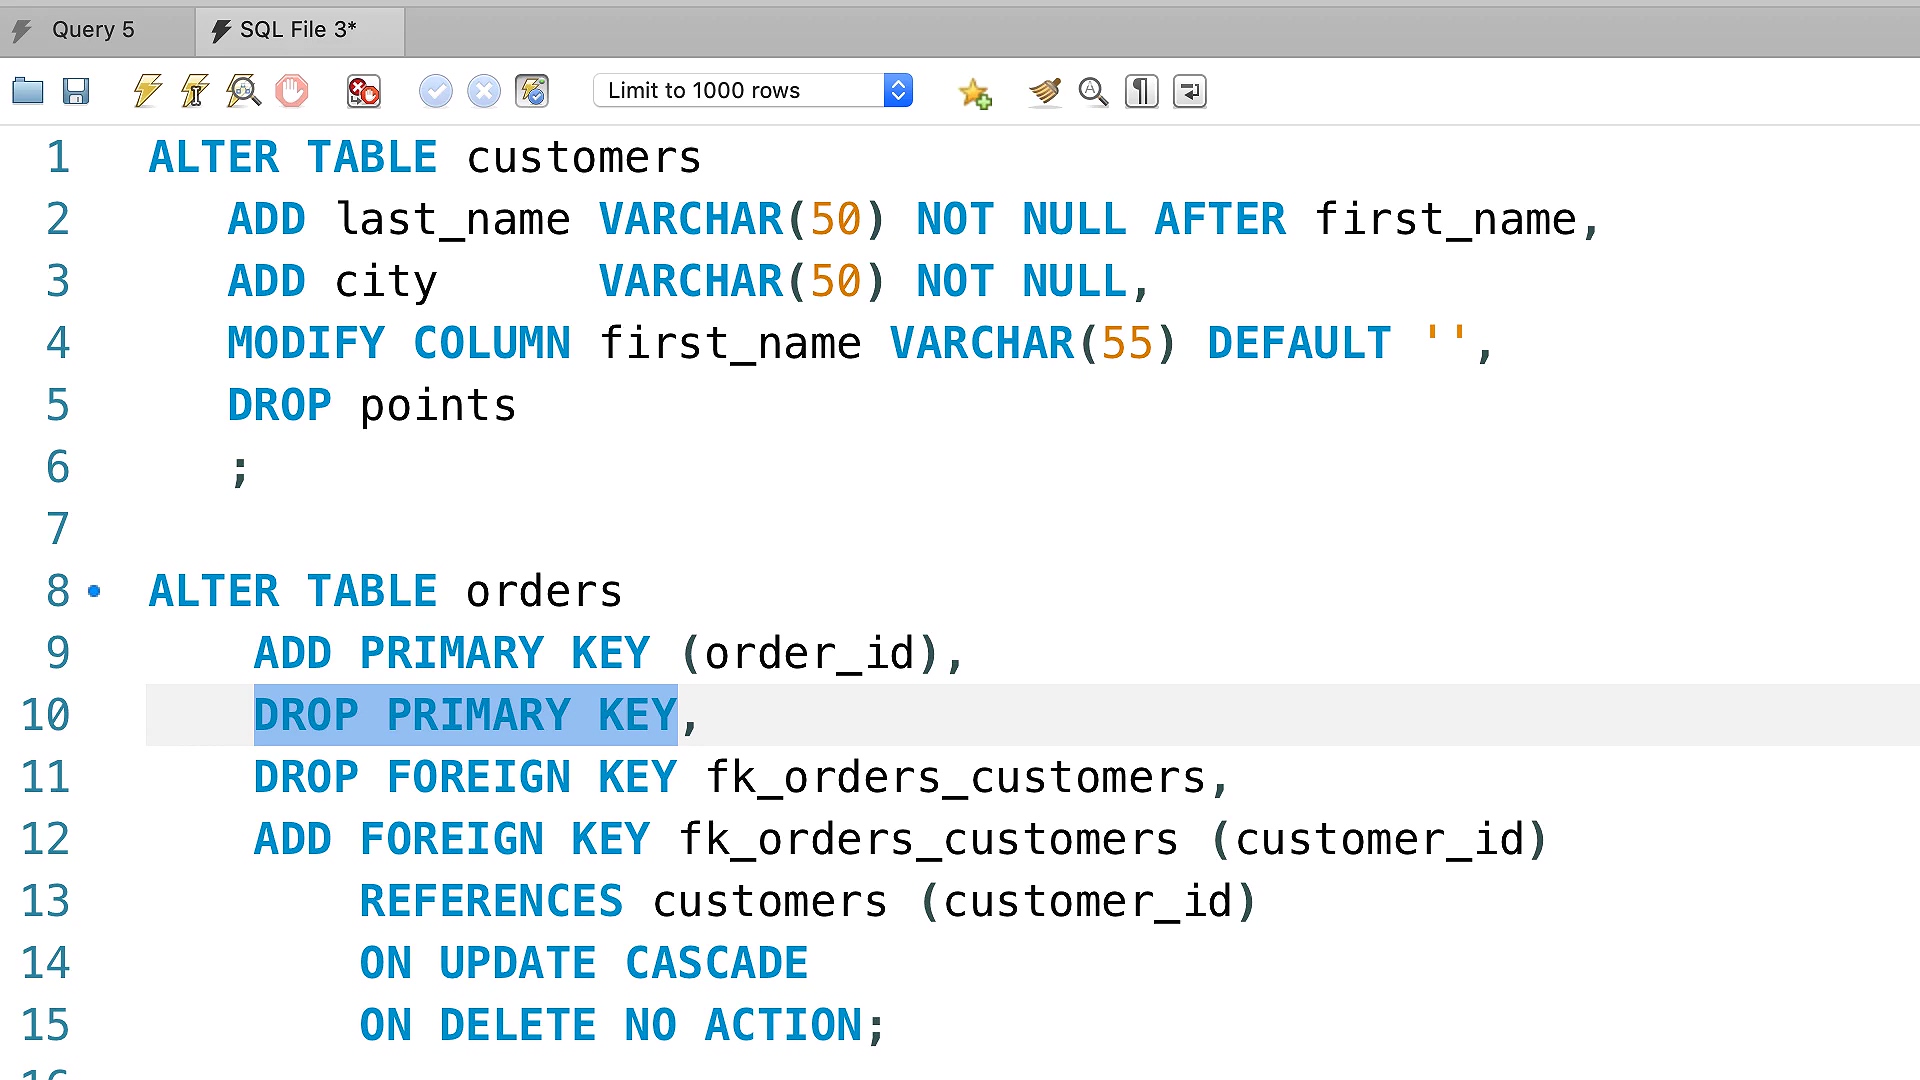 Query 5
SQL File 3*
Limit to 1000 rows
1 ALTER TABLE customers
2 ADD last_name VARCHAR(50) NOT NULL AFTER first_name,
3 ADD city VARCHAR(50) NOT NULL,
4 MODIFY COLUMN first_name VARCHAR(55) DEFAULT '',
5 DROP points
6 ;
7
8 ALTER TABLE orders
9 ADD PRIMARY KEY (order_id),
10 DROP PRIMARY KEY,
11 DROP FOREIGN KEY fk_orders_customers,
12 ADD FOREIGN KEY fk_orders_customers (customer_id)
13 REFERENCES customers (customer_id)
14 ON UPDATE CASCADE
15 ON DELETE NO ACTION;
16